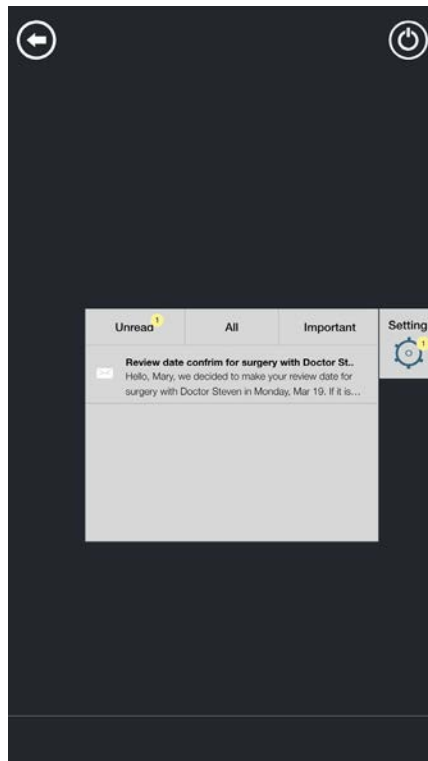 Unread 1
All
Important
Setting
1
Review date confrim for surgery with Doctor St..
Hello, Mary, we decided to make your review date for
surgery with Doctor Steven in Monday, Mar 19. If it is...